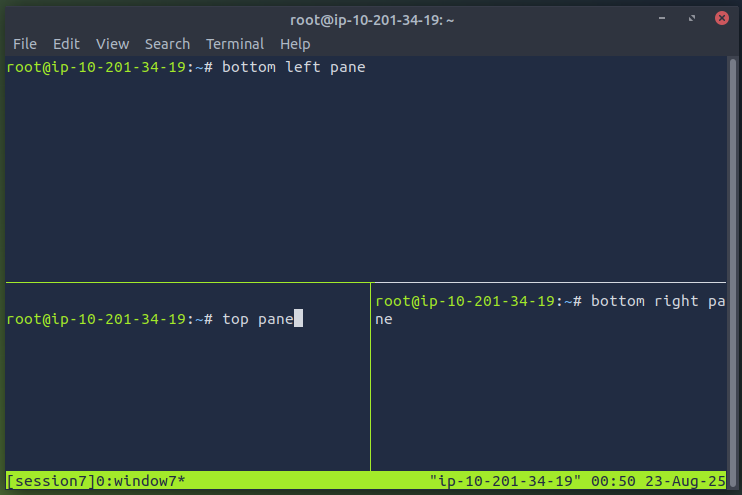 root@ip-10-201-34-19: ~
File Edit View Search Terminal Help
root@ip-10-201-34-19:~# bottom left pane
root@ip-10-201-34-19:~# top pane
root@ip-10-201-34-19:~# bottom right pa
ne
[session7]0:window7* "ip-10-201-34-19" 00:50 23-Aug-25